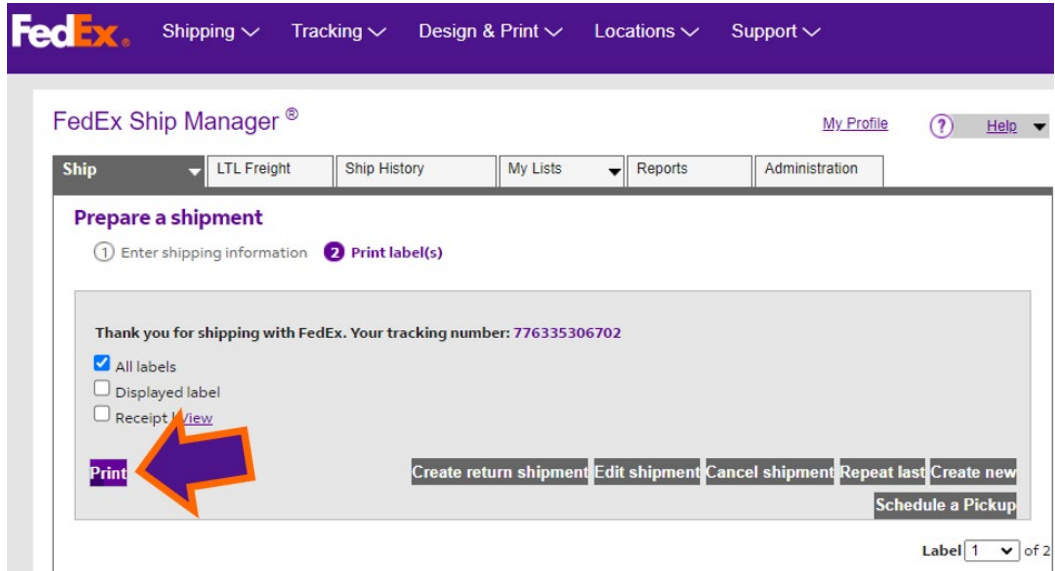 FedEx® Shipping Tracking Design & Print Locations Support
FedEx Ship Manager ®
My Profile ? Help
Ship LTL Freight Ship History My Lists Reports Administration
Prepare a shipment
1 Enter shipping information 2 Print label(s)
Thank you for shipping with FedEx. Your tracking number: 776335306702
All labels
Displayed label
Receipt | View
Print Create return shipment Edit shipment Cancel shipment Repeat last Create new
Schedule a Pickup
Label 1 of 2